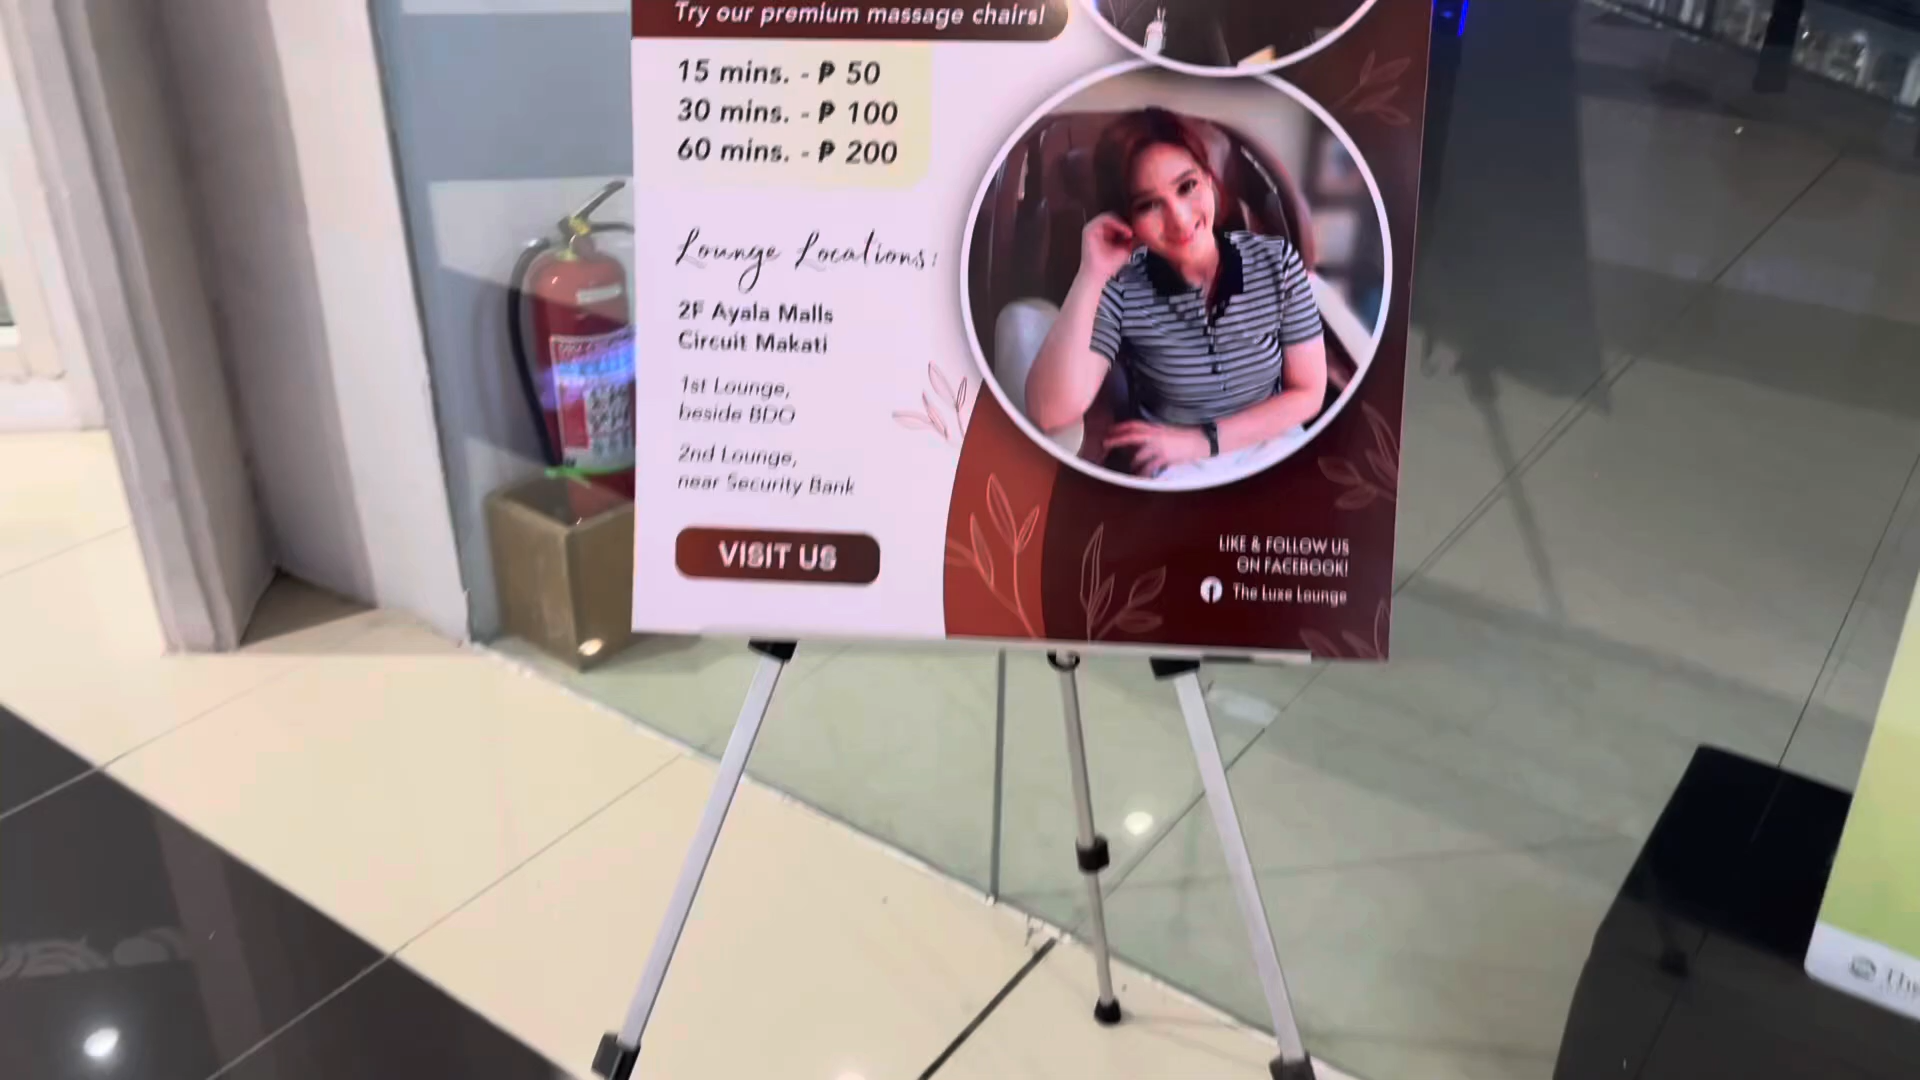 Try our premium massage chairs!
15 mins. - ₱ 50
30 mins. - ₱ 100
60 mins. - ₱ 200
Lounge Locations:
2F Ayala Malls
Circuit Makati
1st Lounge,
beside BDO
2nd Lounge,
near Security Bank
VISIT US
LIKE & FOLLOW US
ON FACEBOOK!
The Luxe Lounge